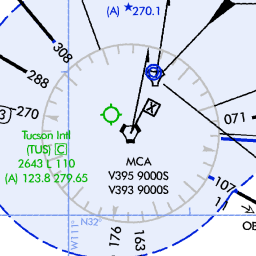 (A) ★270.1
308
288
3
-270
X
071
Tucson Intl
(TUS) C
2643 L 110
(A) 123.8 279.65
MCA
V395 9000S
V393 9000S
107
N32°
W111°
176
163